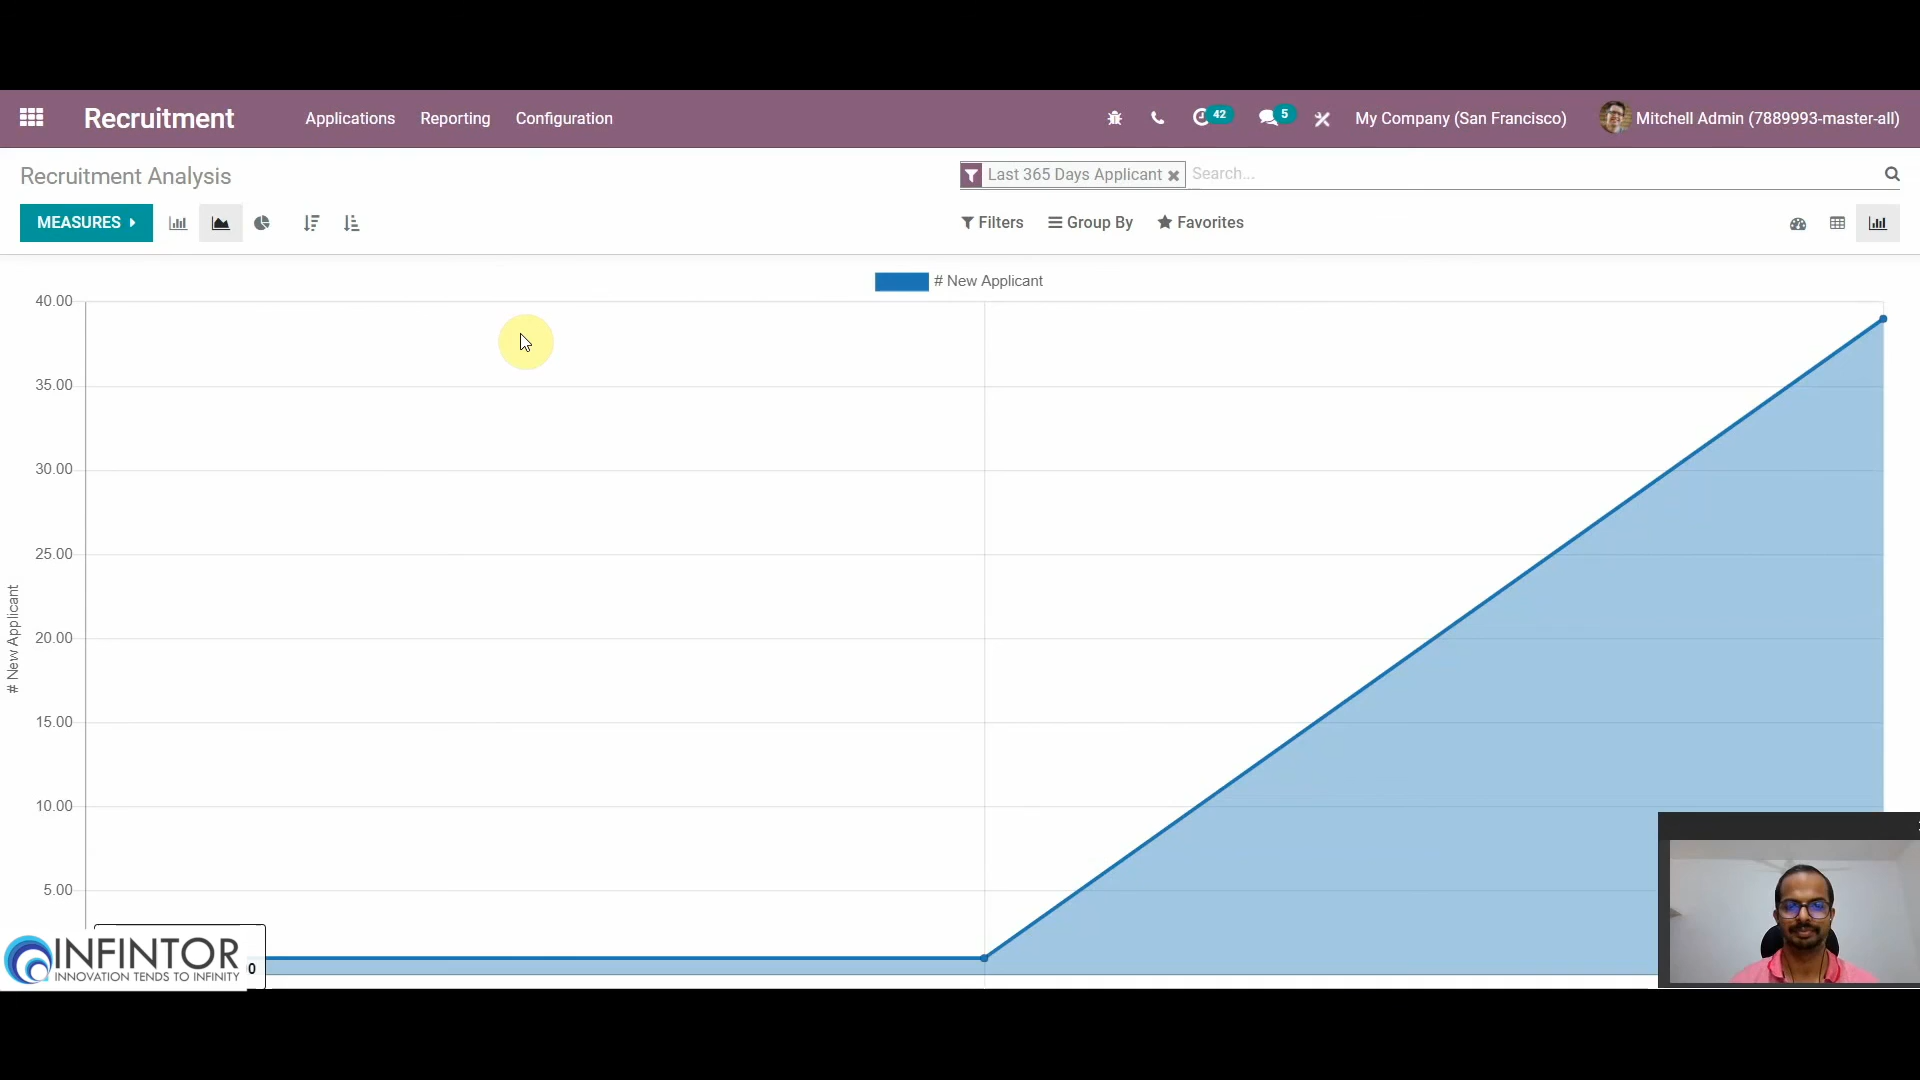 Recruitment Applications Reporting Configuration 42 5 My Company (San Francisco) Mitchell Admin (7889993-master-all)
Recruitment Analysis Last 365 Days Applicant Search...
MEASURES Filters Group By Favorites
# New Applicant
40.00
35.00
30.00
25.00
20.00
15.00
10.00
5.00
# New Applicant
INFINTOR
INNOVATION TENDS TO INFINITY
0